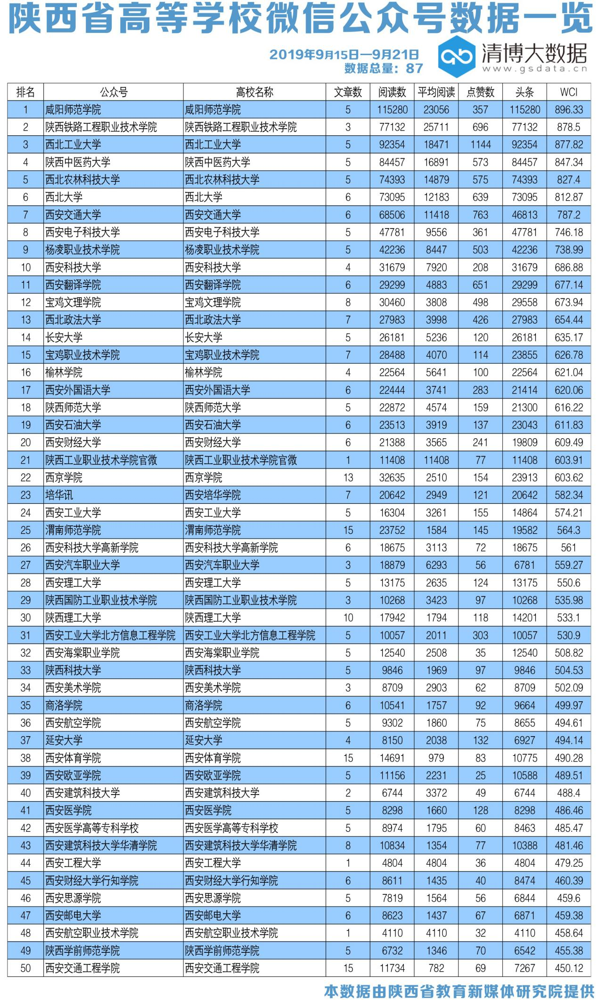 陕西省高等学校微信公众号数据一览
2019年9月15日—9月21日
数据总量：87
清博大数据
www.gsdata.cn
排名 公众号 高校名称 文章数 阅读数 平均阅读 点赞数 头条 WCI
1 咸阳师范学院 咸阳师范学院 5 115280 23056 357 115280 896.33
2 陕西铁路工程职业技术学院 陕西铁路工程职业技术学院 3 77132 25711 696 77132 878.5
3 西北工业大学 西北工业大学 5 92354 18471 1144 92354 877.82
4 陕西中医药大学 陕西中医药大学 5 84457 16891 573 84457 847.34
5 西北农林科技大学 西北农林科技大学 5 74393 14879 575 74393 827.4
6 西北大学 西北大学 6 73095 12183 639 73095 812.87
7 西安交通大学 西安交通大学 6 68506 11418 763 46813 787.2
8 西安电子科技大学 西安电子科技大学 5 47781 9556 361 47781 746.18
9 杨凌职业技术学院 杨凌职业技术学院 5 42236 8447 503 42236 738.99
10 西安科技大学 西安科技大学 4 31679 7920 208 31679 686.88
11 西安翻译学院 西安翻译学院 6 29299 4883 651 29299 677.14
12 宝鸡文理学院 宝鸡文理学院 8 30460 3808 498 29558 673.94
13 西北政法大学 西北政法大学 7 27983 3998 426 27983 654.44
14 长安大学 长安大学 5 26181 5236 120 26181 635.17
15 宝鸡职业技术学院 宝鸡职业技术学院 7 28488 4070 114 23855 626.78
16 榆林学院 榆林学院 4 22564 5641 100 22564 621.04
17 西安外国语大学 西安外国语大学 6 22444 3741 283 21414 620.06
18 陕西师范大学 陕西师范大学 5 22872 4574 159 21300 616.22
19 西安石油大学 西安石油大学 6 23513 3919 137 23043 611.83
20 西安财经大学 西安财经大学 6 21388 3565 241 19809 609.49
21 陕西工业职业技术学院官微 陕西工业职业技术学院官微 1 11408 11408 77 11408 603.91
22 西京学院 西京学院 13 32635 2510 154 23913 603.62
23 培华讯 西安培华学院 7 20642 2949 121 20642 582.34
24 西安工业大学 西安工业大学 5 16304 3261 155 14864 574.21
25 渭南师范学院 渭南师范学院 15 23752 1584 145 19582 564.3
26 西安科技大学高新学院 西安科技大学高新学院 6 18675 3113 72 18675 561
27 西安汽车职业大学 西安汽车职业大学 3 18879 6293 56 6781 559.27
28 西安理工大学 西安理工大学 5 13175 2635 124 13175 550.6
29 陕西国防工业职业技术学院 陕西国防工业职业技术学院 3 10268 3423 97 10268 535.98
30 陕西理工大学 陕西理工大学 10 17942 1794 118 14201 533.1
31 西安工业大学北方信息工程学院 西安工业大学北方信息工程学院 5 10057 2011 303 10057 530.9
32 西安海棠职业学院 西安海棠职业学院 5 12540 2508 35 12540 508.82
33 陕西科技大学 陕西科技大学 5 9846 1969 97 9846 504.53
34 西安美术学院 西安美术学院 3 8709 2903 62 8709 502.09
35 商洛学院 商洛学院 6 10541 1757 92 9664 499.97
36 西安航空学院 西安航空学院 5 9302 1860 75 8655 494.61
37 延安大学 延安大学 4 8150 2038 132 6927 494.14
38 西安体育学院 西安体育学院 15 14691 979 83 10775 490.28
39 西安欧亚学院 西安欧亚学院 5 11156 2231 25 10588 489.51
40 西安建筑科技大学 西安建筑科技大学 2 6744 3372 49 6744 488.4
41 西安医学院 西安医学院 5 8298 1660 128 8298 486.46
42 西安医学高等专科学校 西安医学高等专科学校 5 8974 1795 60 8463 485.47
43 西安建筑科技大学华清学院 西安建筑科技大学华清学院 8 10834 1354 77 10388 481.46
44 西安工程大学 西安工程大学 1 4804 4804 36 4804 479.25
45 西安财经大学行知学院 西安财经大学行知学院 6 8611 1435 40 8474 460.39
46 西安思源学院 西安思源学院 5 7819 1564 56 6844 459.6
47 西安邮电大学 西安邮电大学 6 8623 1437 67 6871 459.38
48 西安航空职业技术学院 西安航空职业技术学院 1 4110 4110 32 4110 458.64
49 陕西学前师范学院 陕西学前师范学院 5 6732 1346 70 6542 455.38
50 西安交通工程学院 西安交通工程学院 15 11734 782 69 7267 450.12
本数据由陕西省教育新媒体研究院提供